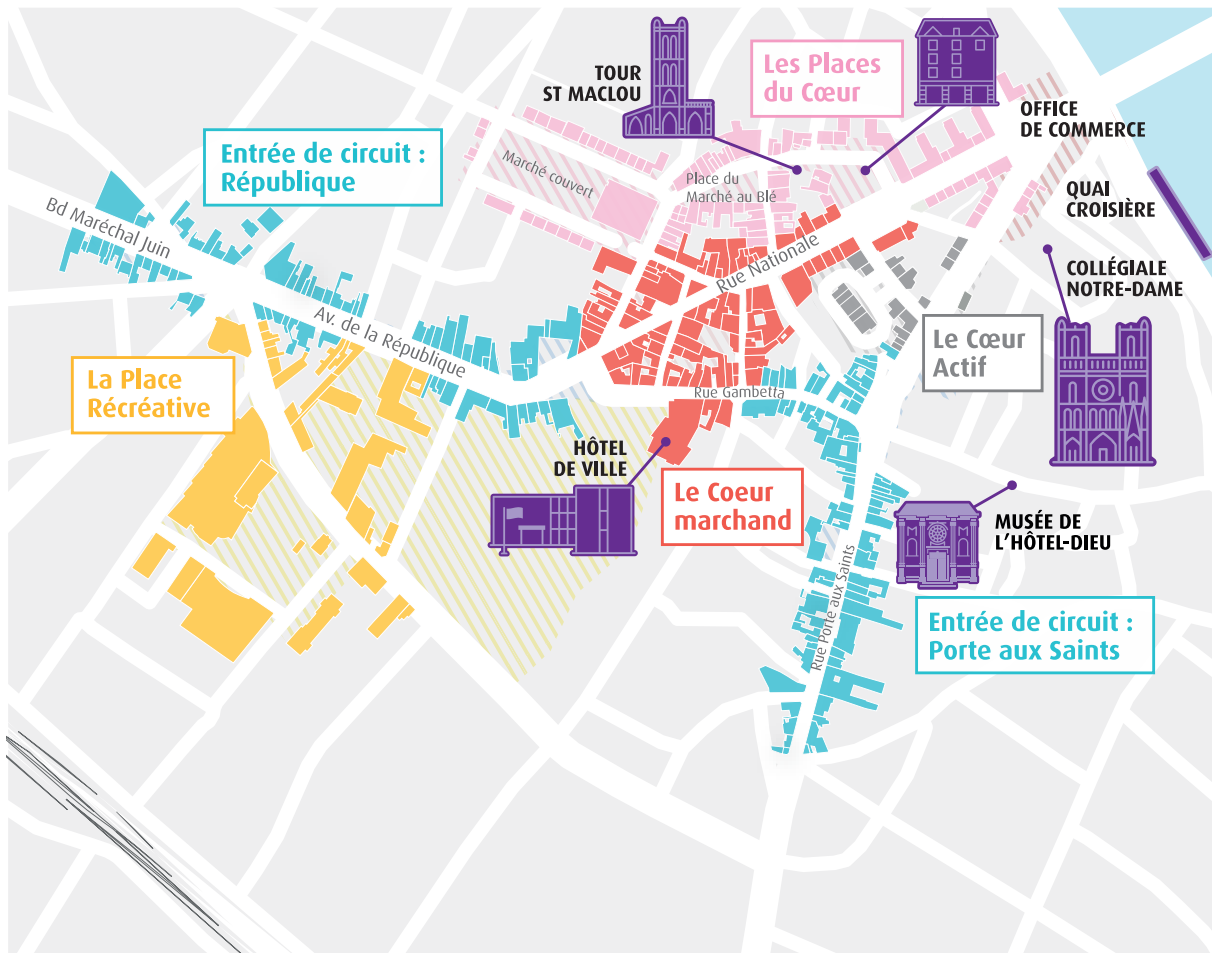 TOUR
ST MACLOU
Les Places
du Cœur
OFFICE
DE COMMERCE
Entrée de circuit :
République
Marché couvert
Place du
Marché au Blé
QUAI
CROISIÈRE
Bd Maréchal Juin
Rue Nationale
COLLÉGIALE
NOTRE-DAME
Av. de la République
Le Cœur
Actif
La Place
Récréative
Rue Gambetta
HÔTEL
DE VILLE
Le Coeur
marchand
MUSÉE DE
L'HÔTEL-DIEU
Rue Porte aux Saints
Entrée de circuit :
Porte aux Saints